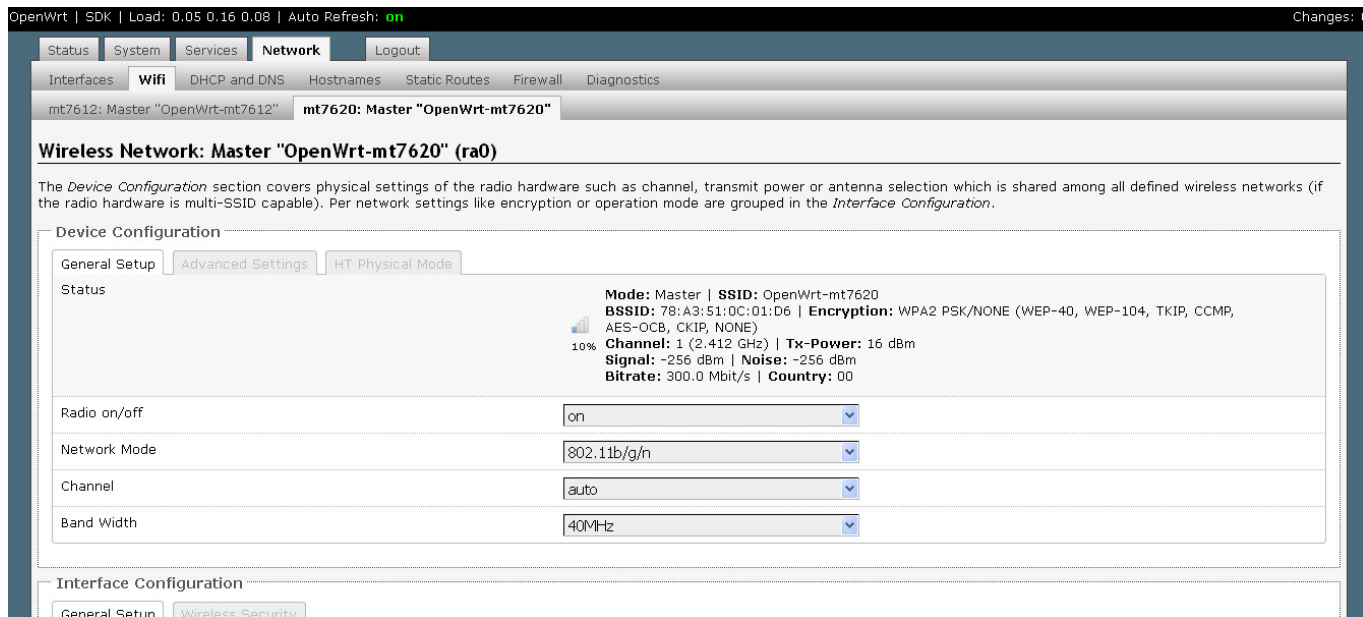 OpenWrt | SDK | Load: 0.05 0.16 0.08 | Auto Refresh: on
Changes:
Status System Services Network Logout
Interfaces Wifi DHCP and DNS Hostnames Static Routes Firewall Diagnostics
mt7612: Master "OpenWrt-mt7612" mt7620: Master "OpenWrt-mt7620"
Wireless Network: Master "OpenWrt-mt7620" (ra0)
The Device Configuration section covers physical settings of the radio hardware such as channel, transmit power or antenna selection which is shared among all defined wireless networks (if
the radio hardware is multi-SSID capable). Per network settings like encryption or operation mode are grouped in the Interface Configuration.
Device Configuration
General Setup Advanced Settings HT Physical Mode
Status
10%
Mode: Master | SSID: OpenWrt-mt7620
BSSID: 78:A3:51:0C:01:D6 | Encryption: WPA2 PSK/NONE (WEP-40, WEP-104, TKIP, CCMP,
AES-OCB, CKIP, NONE)
Channel: 1 (2.412 GHz) | Tx-Power: 16 dBm
Signal: -256 dBm | Noise: -256 dBm
Bitrate: 300.0 Mbit/s | Country: 00
Radio on/off on
Network Mode 802.11b/g/n
Channel auto
Band Width 40MHz
Interface Configuration
General Setup Wireless Security